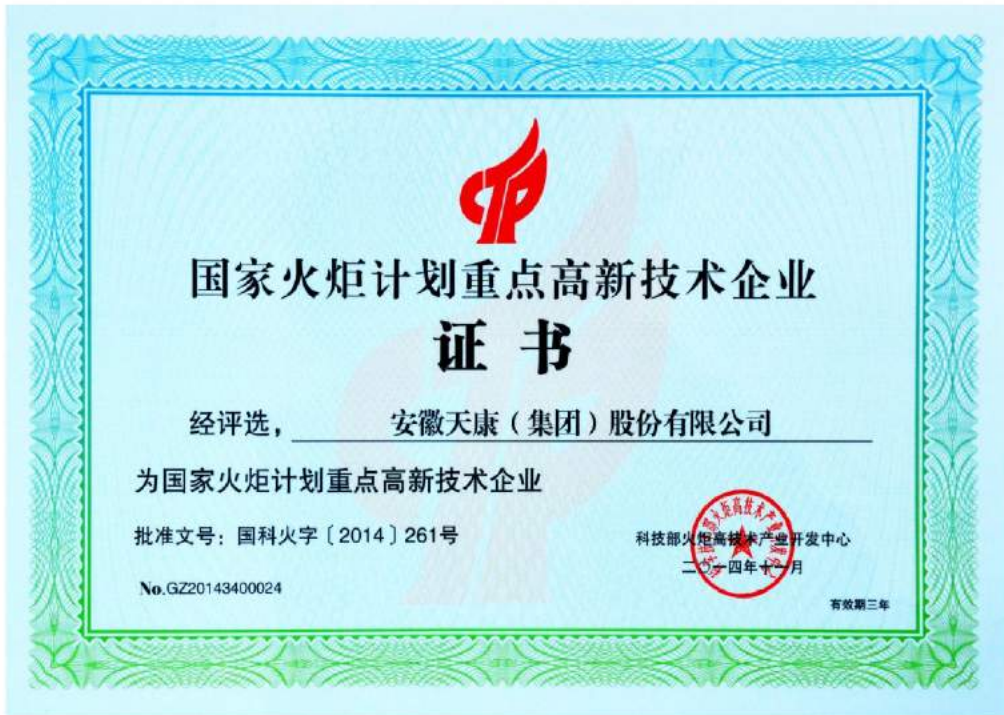 国家火炬计划重点高新技术企业
证书
经评选，安徽天康（集团）股份有限公司
为国家火炬计划重点高新技术企业
批准文号：国科火字〔2014〕261号
科技部火炬高技术产业开发中心
二〇一四年十一月
No.GZ20143400024
有效期三年